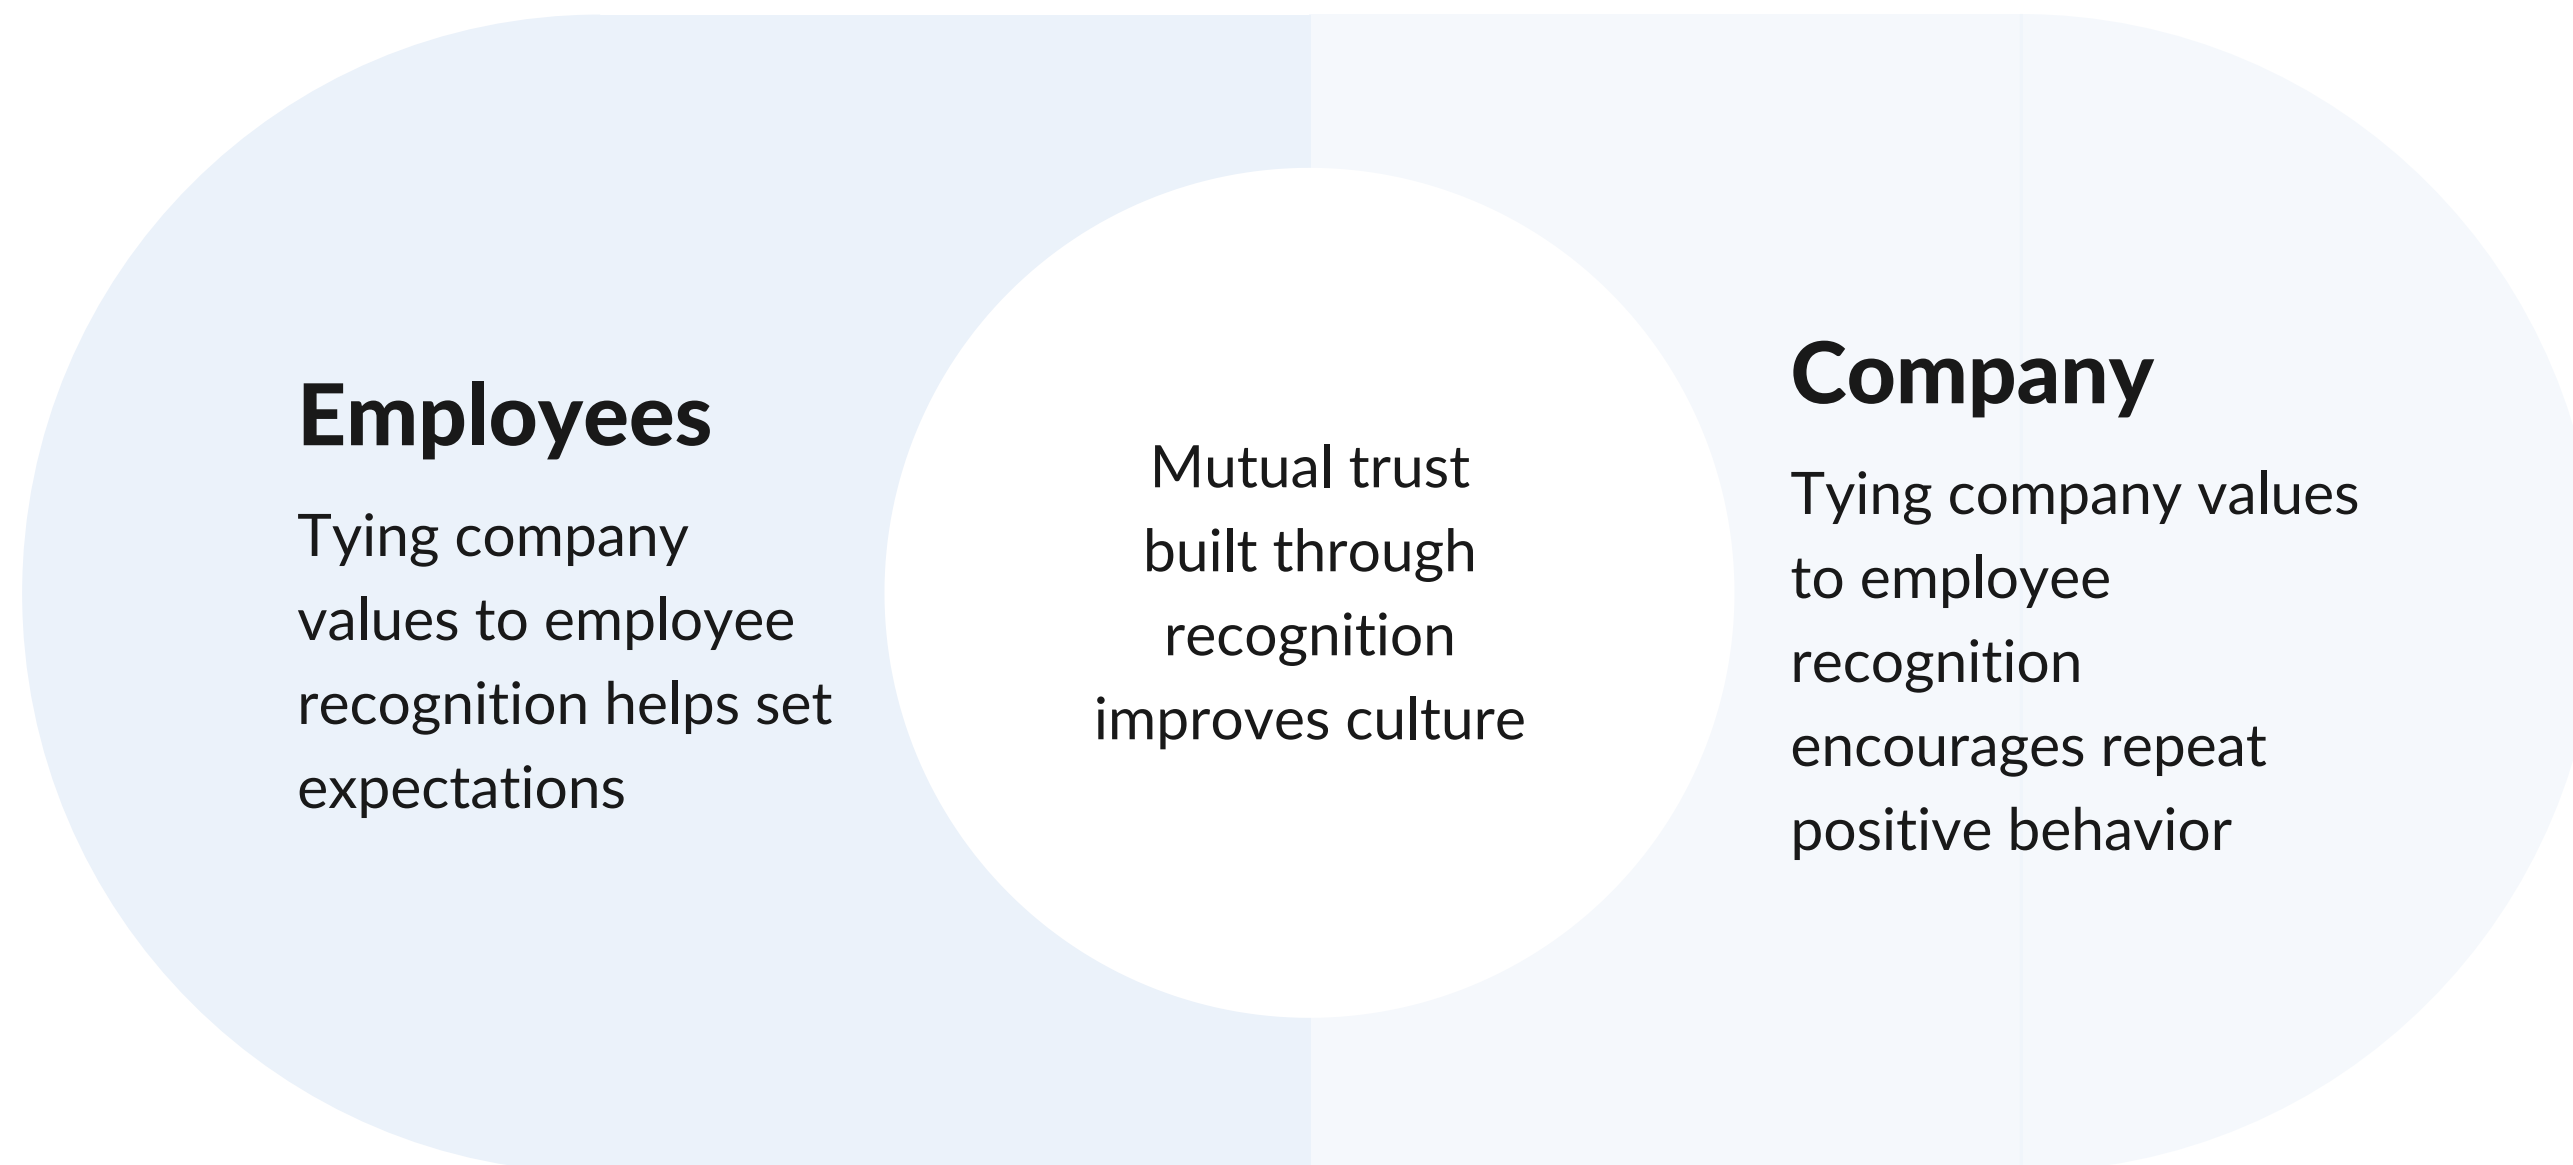 Employees
Tying company
values to employee
recognition helps set
expectations
Mutual trust
built through
recognition
improves culture
Company
Tying company values
to employee
recognition
encourages repeat
positive behavior